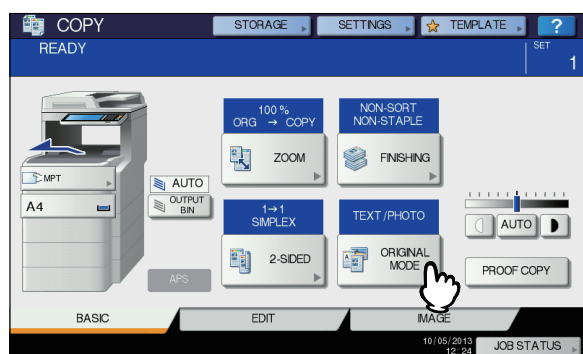 COPY
STORAGE
SETTINGS
TEMPLATE
?
READY
SET
1
100 %
ORG → COPY
ZOOM
NON-SORT
NON-STAPLE
FINISHING
MPT
A4
AUTO
OUTPUT
BIN
APS
1→1
SIMPLEX
2-SIDED
TEXT/PHOTO
ORIGINAL
MODE
AUTO
PROOF COPY
BASIC
EDIT
IMAGE
10/05/2013
12:24
JOB STATUS